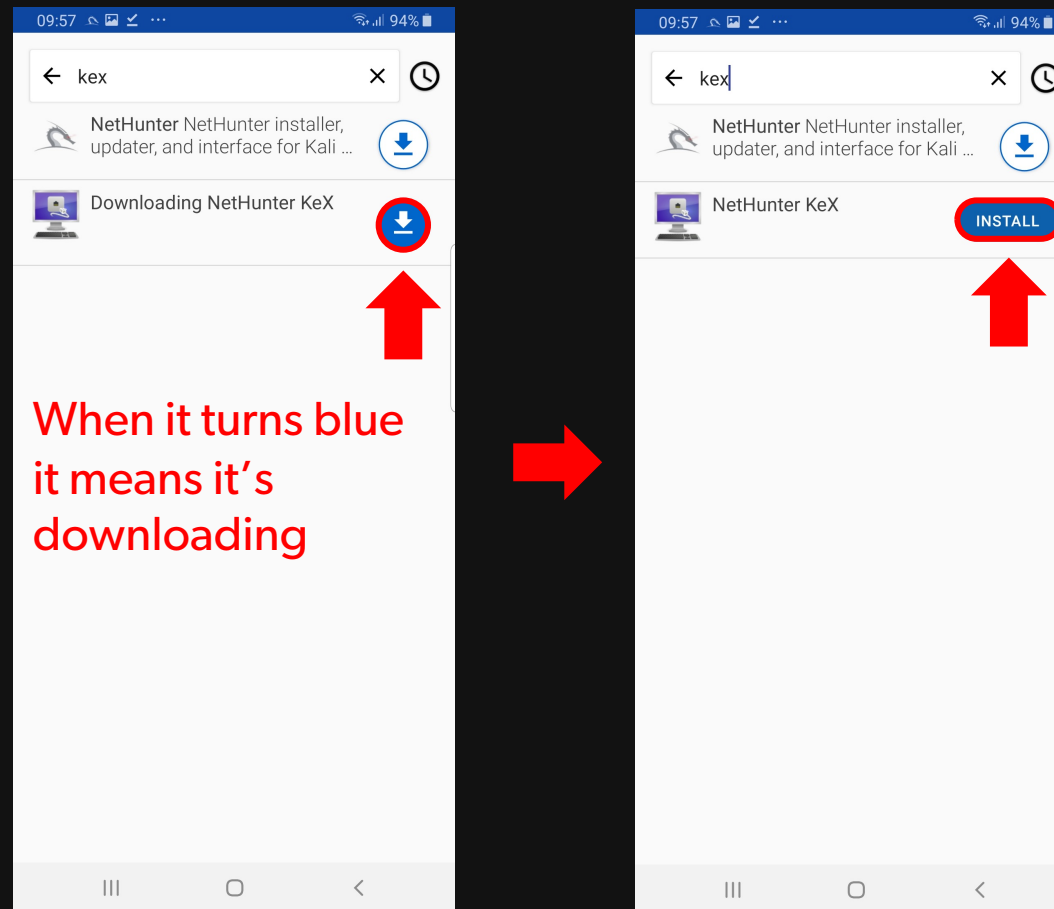 09:57 94%
kex
NetHunter NetHunter installer,
updater, and interface for Kali ...
Downloading NetHunter KeX
When it turns blue
it means it's
downloading
09:57 94%
kex
NetHunter NetHunter installer,
updater, and interface for Kali ...
NetHunter KeX
INSTALL